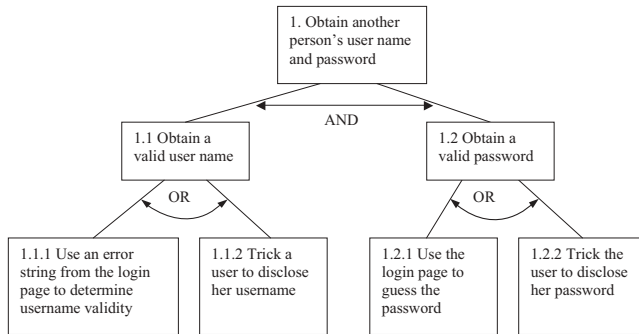 1. Obtain another
person's user name
and password
AND
1.1 Obtain a
valid user name
1.2 Obtain a
valid password
OR
OR
1.1.1 Use an error
string from the login
page to determine
username validity
1.1.2 Trick a
user to disclose
her username
1.2.1 Use the
login page to
guess the
password
1.2.2 Trick the
user to disclose
her password